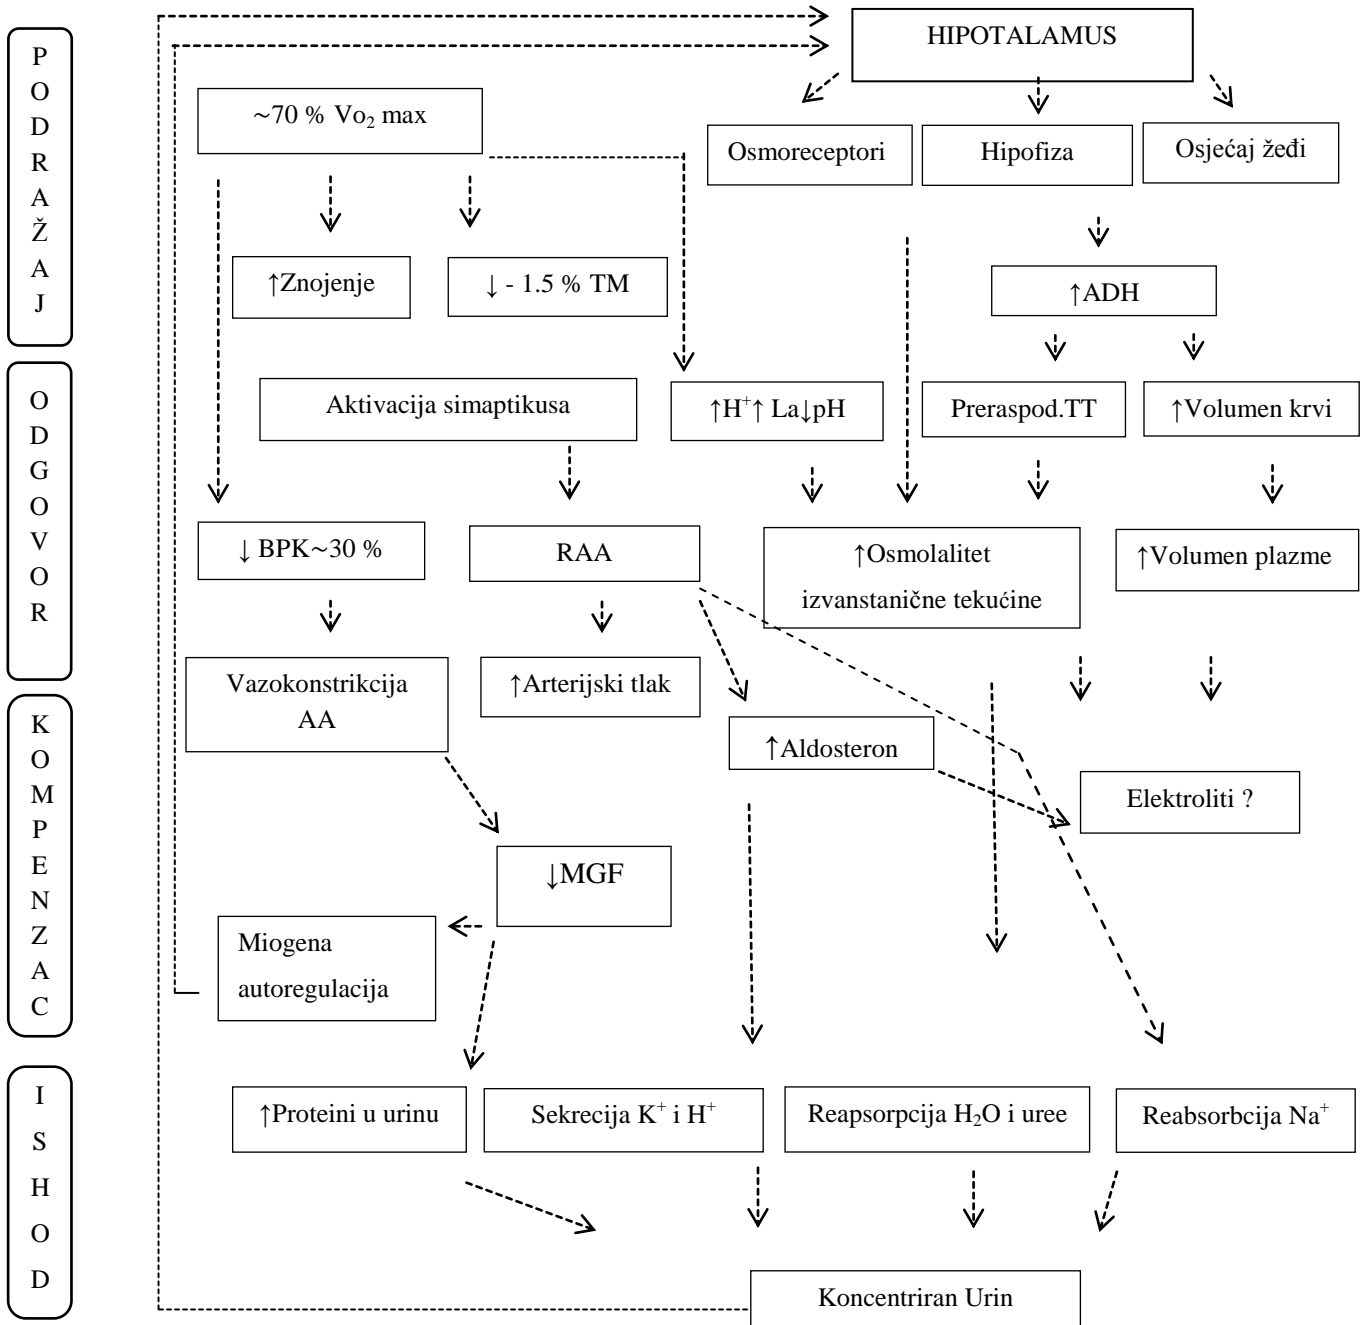 P
O
D
R
A
Ž
A
J
HIPOTALAMUS
~70 % Vo₂ max
Osmoreceptori
Hipofiza
Osjećaj žeđi
↑Znojenje
↓ - 1.5 % TM
↑ADH
O
D
G
O
V
O
R
Aktivacija simaptikusa
↑H⁺↑ La↓pH
Preraspod.TT
↑Volumen krvi
↓ BPK~30 %
RAA
↑Osmolalitet
izvanstanične tekućine
↑Volumen plazme
K
O
M
P
E
N
Z
A
C
Vazokonstrikcija
AA
↑Arterijski tlak
↑Aldosteron
Elektroliti ?
↓MGF
Miogena
autoregulacija
I
S
H
O
D
↑Proteini u urinu
Sekrecija K⁺ i H⁺
Reapsorpcija H₂O i uree
Reabsorbcija Na⁺
Koncentriran Urin